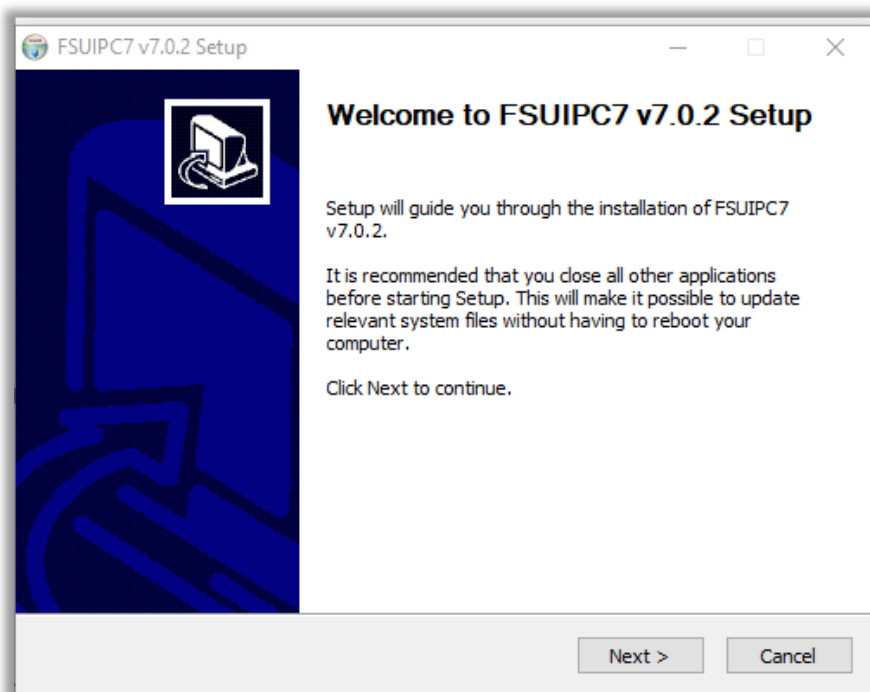 FSUIPC7 v7.0.2 Setup
Welcome to FSUIPC7 v7.0.2 Setup
Setup will guide you through the installation of FSUIPC7
v7.0.2.
It is recommended that you close all other applications
before starting Setup. This will make it possible to update
relevant system files without having to reboot your
computer.
Click Next to continue.
Next >
Cancel